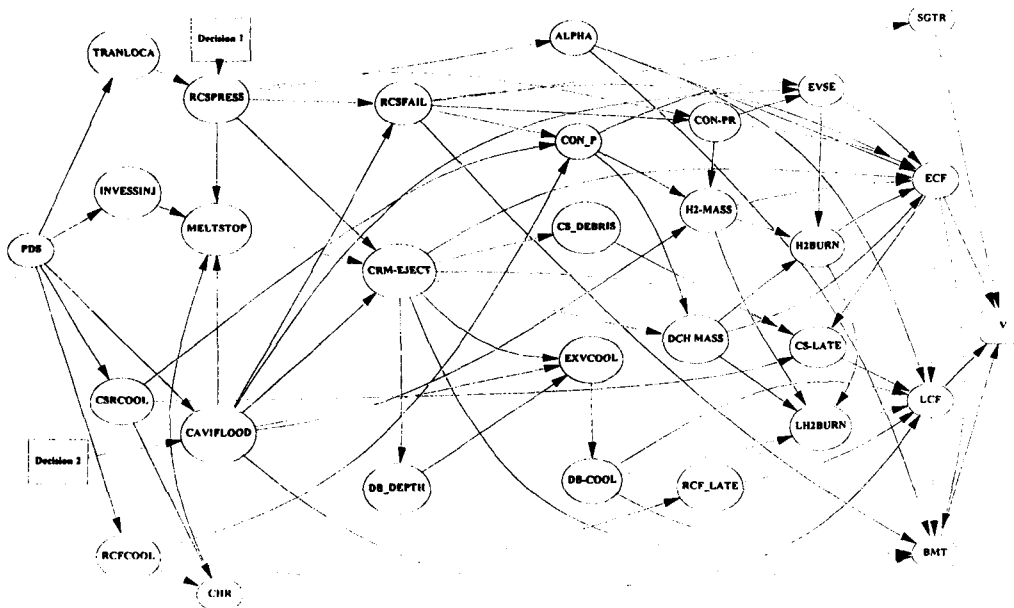 SGTR
Decision 1
ALPHA
TRANLOCA
EVSE
RCSPRESS
RCSFAIL
CON-PR
CON_P
ECF
INVESSINJ
H2-MASS
MELTSTOP
CS_DEBRIS
PDS
H2BURN
CRM-EJECT
V
DCH MASS
CS-LATE
EXVCOOL
CSRCOOL
LCF
CAVIFLOOD
LH2BURN
Decision 2
DB_DEPTH
DB-COOL
RCF_LATE
RCFCOOL
BMT
CHR